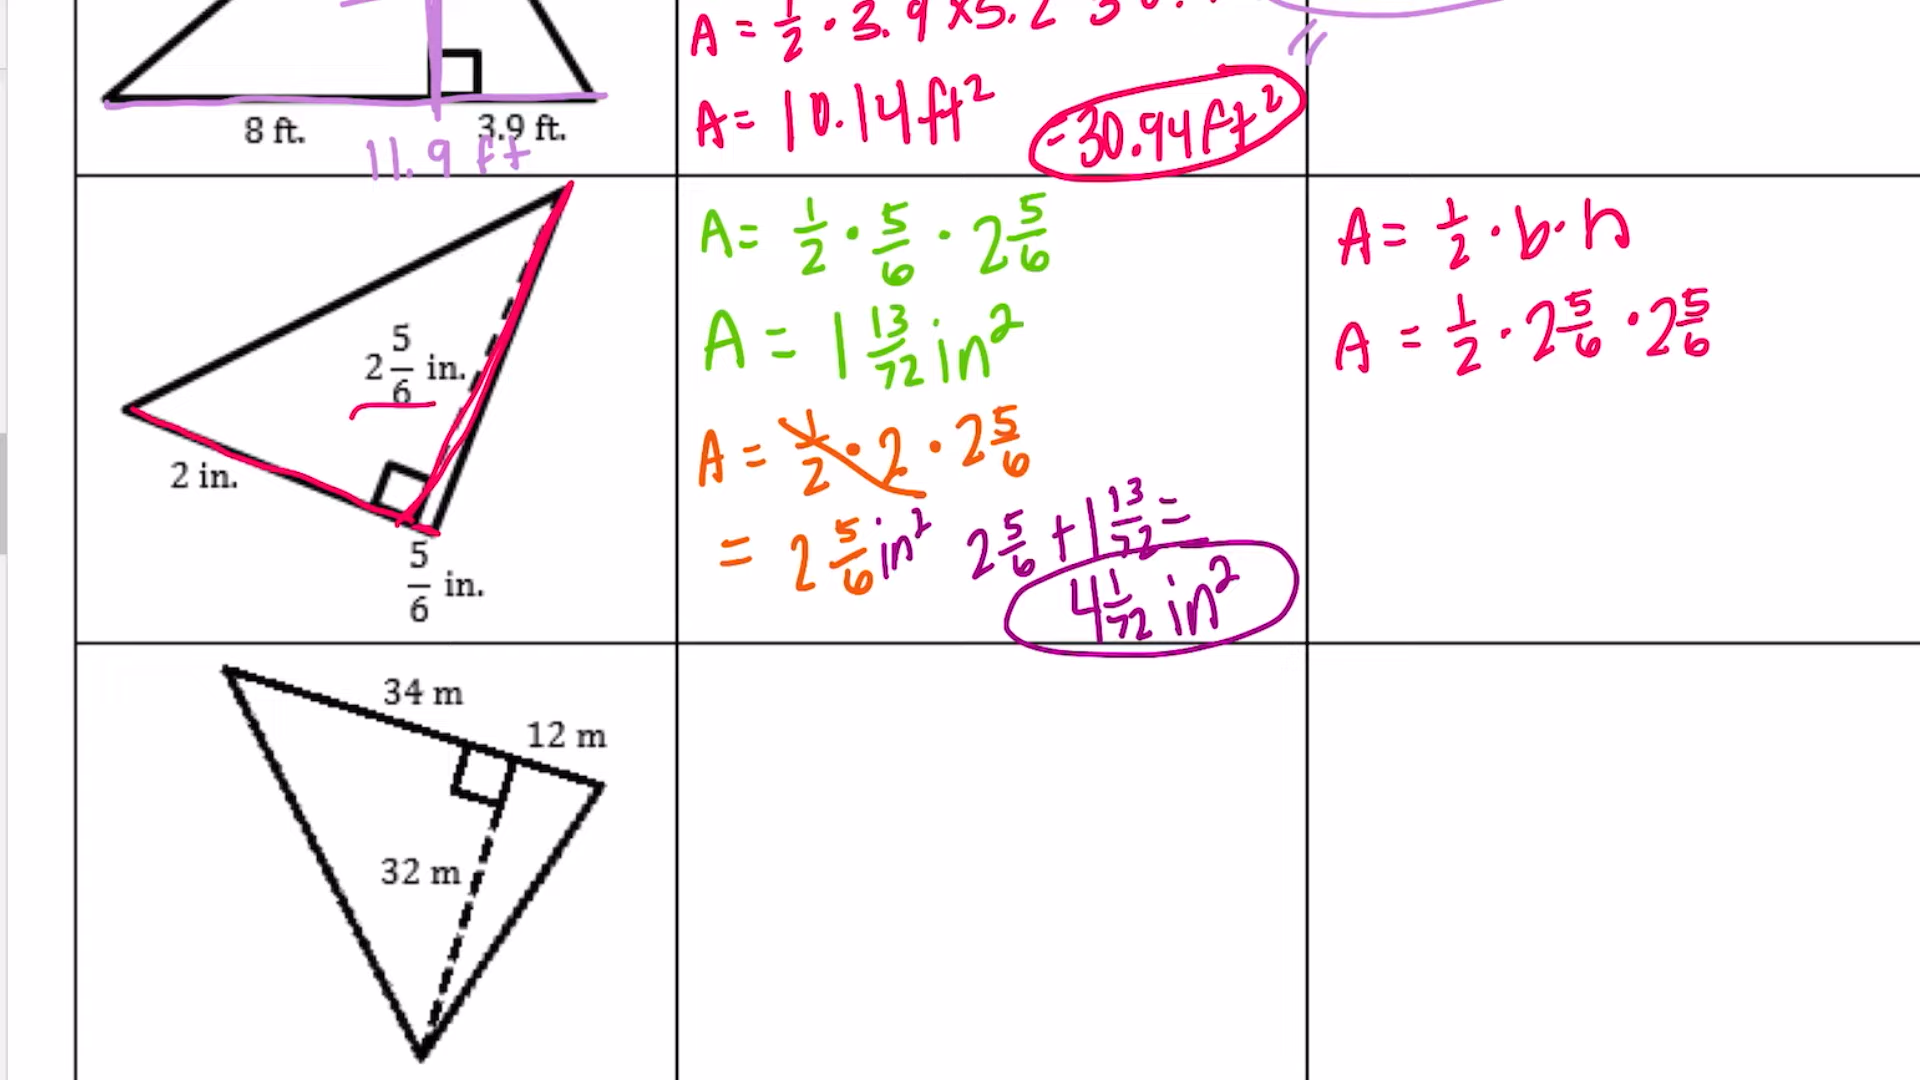 A = 1/2 · 3.9 × 5.2
A = 10.14 ft²
= 30.94 ft²
8 ft.
3.9 ft.
11.9 ft
2 5/6 in.
2 in.
5/6 in.
A = 1/2 · 5/6 · 2 5/6
A = 1 13/72 in²
A = 1/2 · 2 · 2 5/6
= 2 5/6 in²
2 5/6 + 1 13/72 =
4 1/72 in²
A = 1/2 · b · h
A = 1/2 · 2 5/6 · 2 5/6
34 m
12 m
32 m